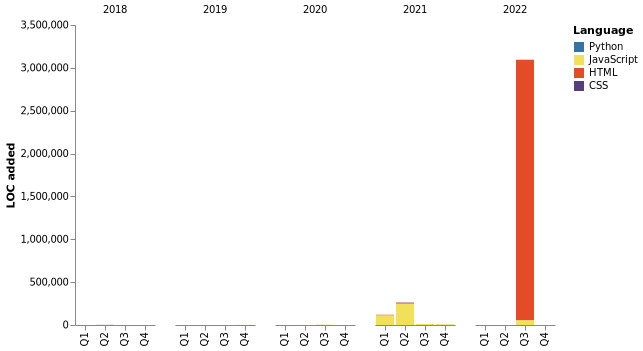 2018 2019 2020 2021 2022
3,500,000
3,000,000
2,500,000
2,000,000
1,500,000
1,000,000
500,000
0
LOC added
Q1 Q2 Q3 Q4 Q1 Q2 Q3 Q4 Q1 Q2 Q3 Q4 Q1 Q2 Q3 Q4 Q1 Q2 Q3 Q4
Language
Python
JavaScript
HTML
CSS